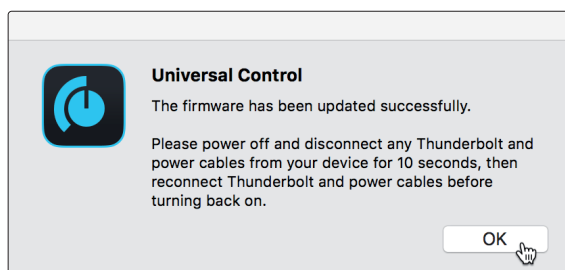 Universal Control
The firmware has been updated successfully.
Please power off and disconnect any Thunderbolt and
power cables from your device for 10 seconds, then
reconnect Thunderbolt and power cables before
turning back on.
OK